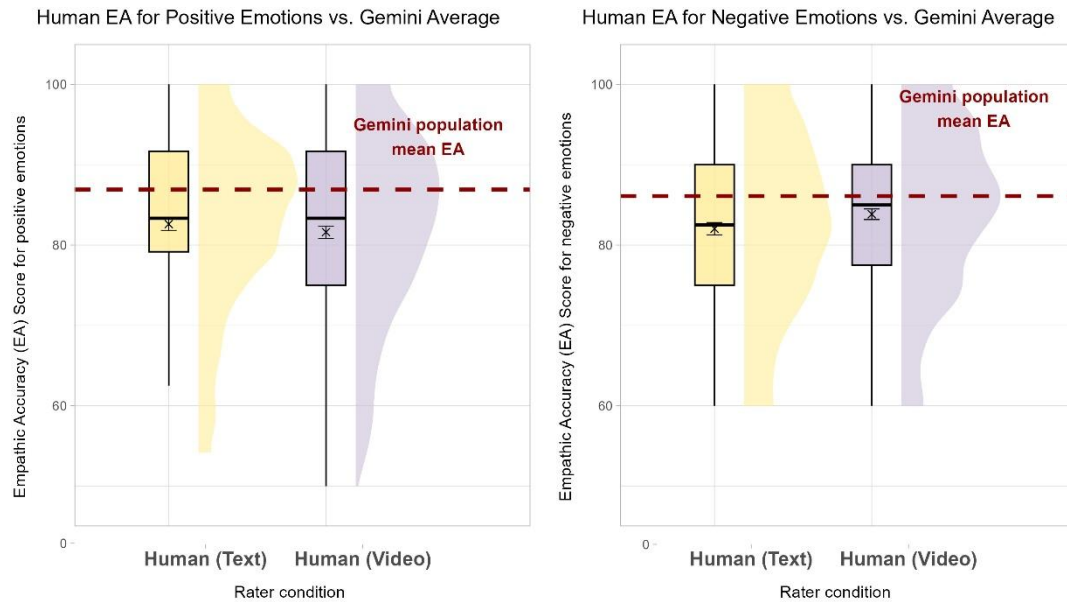 Human EA for Positive Emotions vs. Gemini Average
Empathic Accuracy (EA) Score for positive emotions
100
80
60
0
Gemini population
mean EA
Human (Text)
Human (Video)
Rater condition
Human EA for Negative Emotions vs. Gemini Average
Empathic Accuracy (EA) Score for negative emotions
100
80
60
0
Gemini population
mean EA
Human (Text)
Human (Video)
Rater condition